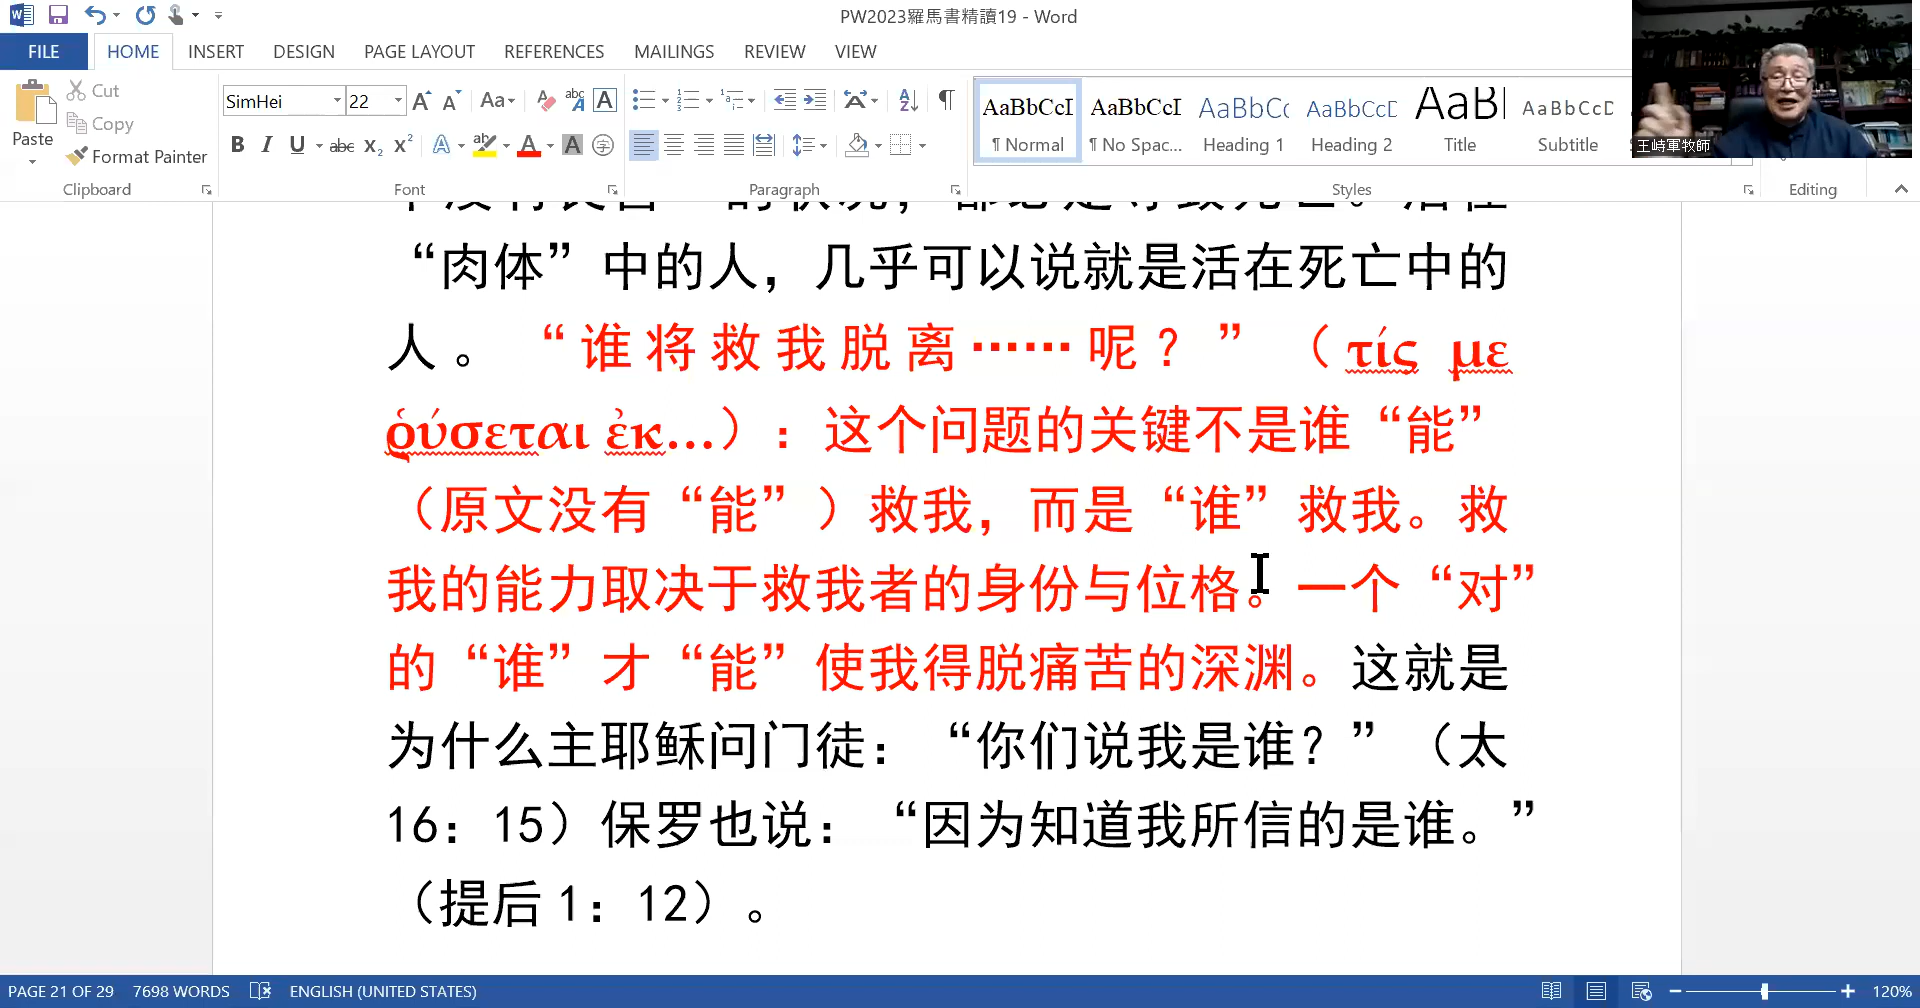 PW2023羅馬書精讀19 - Word
FILE HOME INSERT DESIGN PAGE LAYOUT REFERENCES MAILINGS REVIEW VIEW
Paste
Cut
Copy
Format Painter
Clipboard
SimHei 22
Font
Paragraph
AaBbCcI AaBbCcI AaBbC( AaBbCcD AaB AaBbCcD
¶ Normal ¶ No Spac... Heading 1 Heading 2 Title Subtitle
Styles
Editing
“肉体”中的人，几乎可以说就是活在死亡中的
人。“谁将救我脱离……呢？”（τίς με
ῥύσεται ἐκ…）：这个问题的关键不是谁“能”
（原文没有“能”）救我，而是“谁”救我。救
我的能力取决于救我者的身份与位格。一个“对”
的“谁”才“能”使我得脱痛苦的深渊。这就是
为什么主耶稣问门徒：“你们说我是谁？”（太
16：15）保罗也说：“因为知道我所信的是谁。”
（提后 1：12）。
PAGE 21 OF 29 7698 WORDS ENGLISH (UNITED STATES) 120%